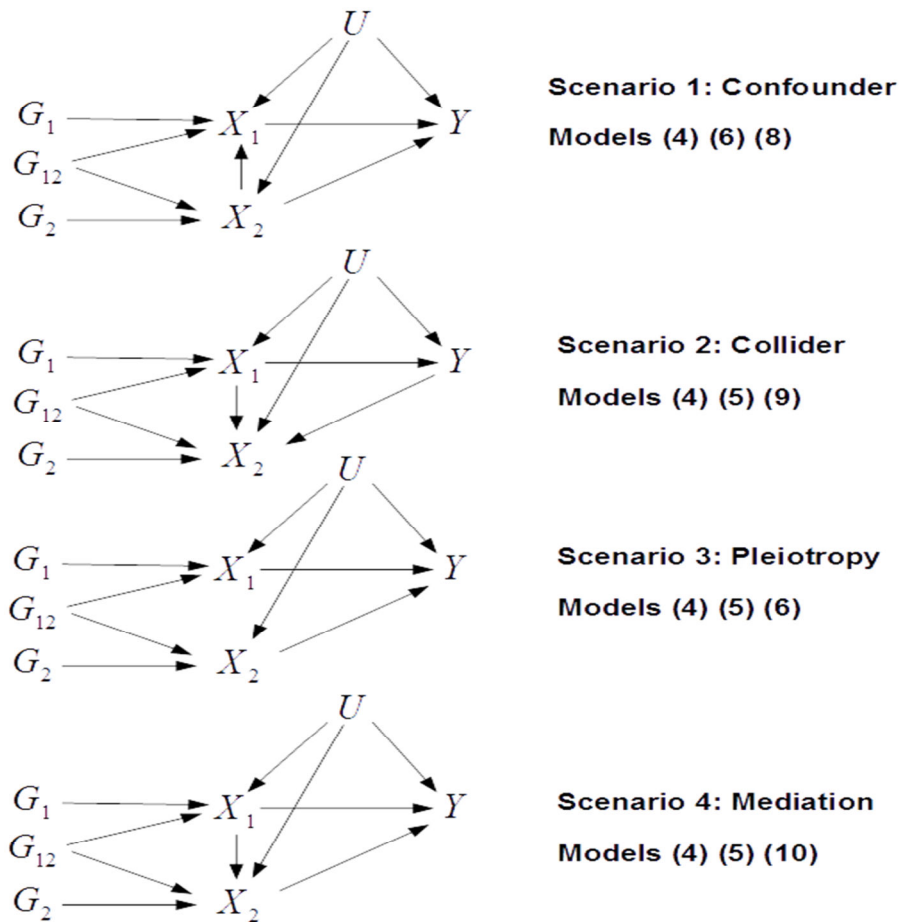 U
Scenario 1: Confounder
G₁ X₁ Y
Models (4) (6) (8)
G₁₂
G₂ X₂
U
Scenario 2: Collider
G₁ X₁ Y
Models (4) (5) (9)
G₁₂
G₂ X₂
U
Scenario 3: Pleiotropy
G₁ X₁ Y
Models (4) (5) (6)
G₁₂
G₂ X₂
U
Scenario 4: Mediation
G₁ X₁ Y
Models (4) (5) (10)
G₁₂
G₂ X₂